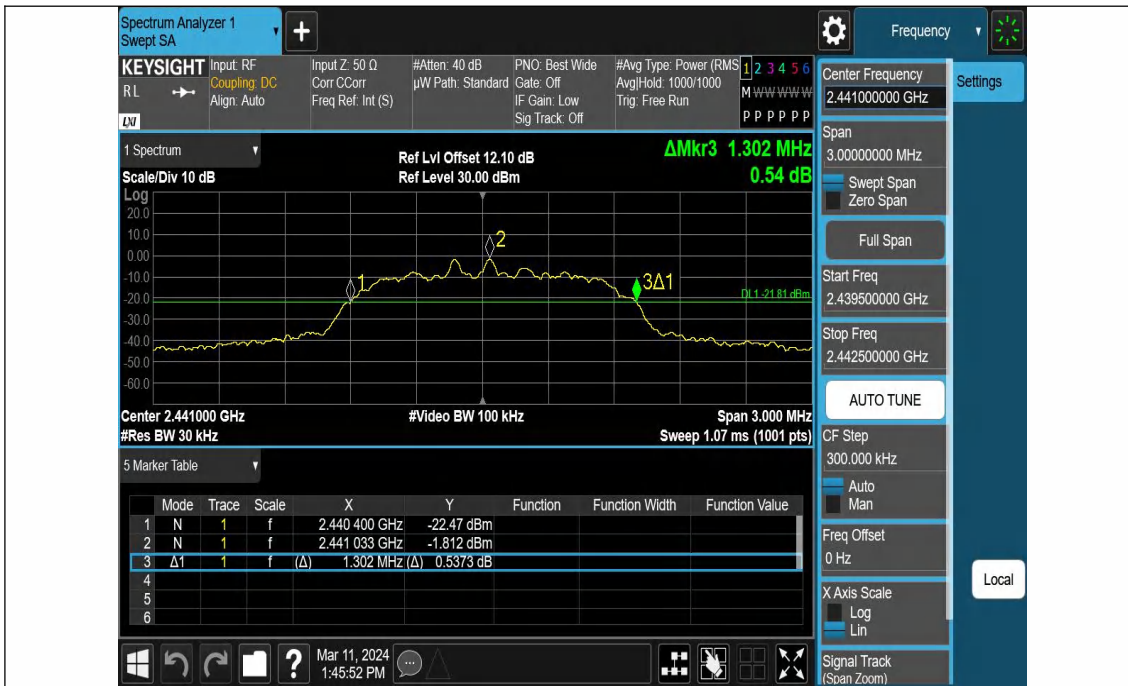 Spectrum Analyzer 1
Swept SA
+
Frequency
KEYSIGHT
RL
LXI
Input: RF
Coupling: DC
Align: Auto
Input Z: 50 Ω
Corr CCorr
Freq Ref: Int (S)
#Atten: 40 dB
µW Path: Standard
PNO: Best Wide
Gate: Off
IF Gain: Low
Sig Track: Off
#Avg Type: Power (RMS
Avg|Hold: 1000/1000
Trig: Free Run
1 2 3 4 5 6
M W W W W W
P P P P P P
1 Spectrum
Scale/Div 10 dB
Ref Lvl Offset 12.10 dB
Ref Level 30.00 dBm
ΔMkr3 1.302 MHz
0.54 dB
Log
20.0
10.0
0.00
-10.0
-20.0
-30.0
-40.0
-50.0
-60.0
1
2
3Δ1
DL1 -21.81 dBm
Center 2.441000 GHz
#Video BW 100 kHz
Span 3.000 MHz
#Res BW 30 kHz
Sweep 1.07 ms (1001 pts)
5 Marker Table
Mode Trace Scale X Y Function Function Width Function Value
1 N 1 f 2.440 400 GHz -22.47 dBm
2 N 1 f 2.441 033 GHz -1.812 dBm
3 Δ1 1 f (Δ) 1.302 MHz (Δ) 0.5373 dB
4
5
6
Mar 11, 2024
1:45:52 PM
Center Frequency
2.441000000 GHz
Span
3.00000000 MHz
Swept Span
Zero Span
Full Span
Start Freq
2.439500000 GHz
Stop Freq
2.442500000 GHz
AUTO TUNE
CF Step
300.000 kHz
Auto
Man
Freq Offset
0 Hz
X Axis Scale
Log
Lin
Signal Track
(Span Zoom)
Settings
Local